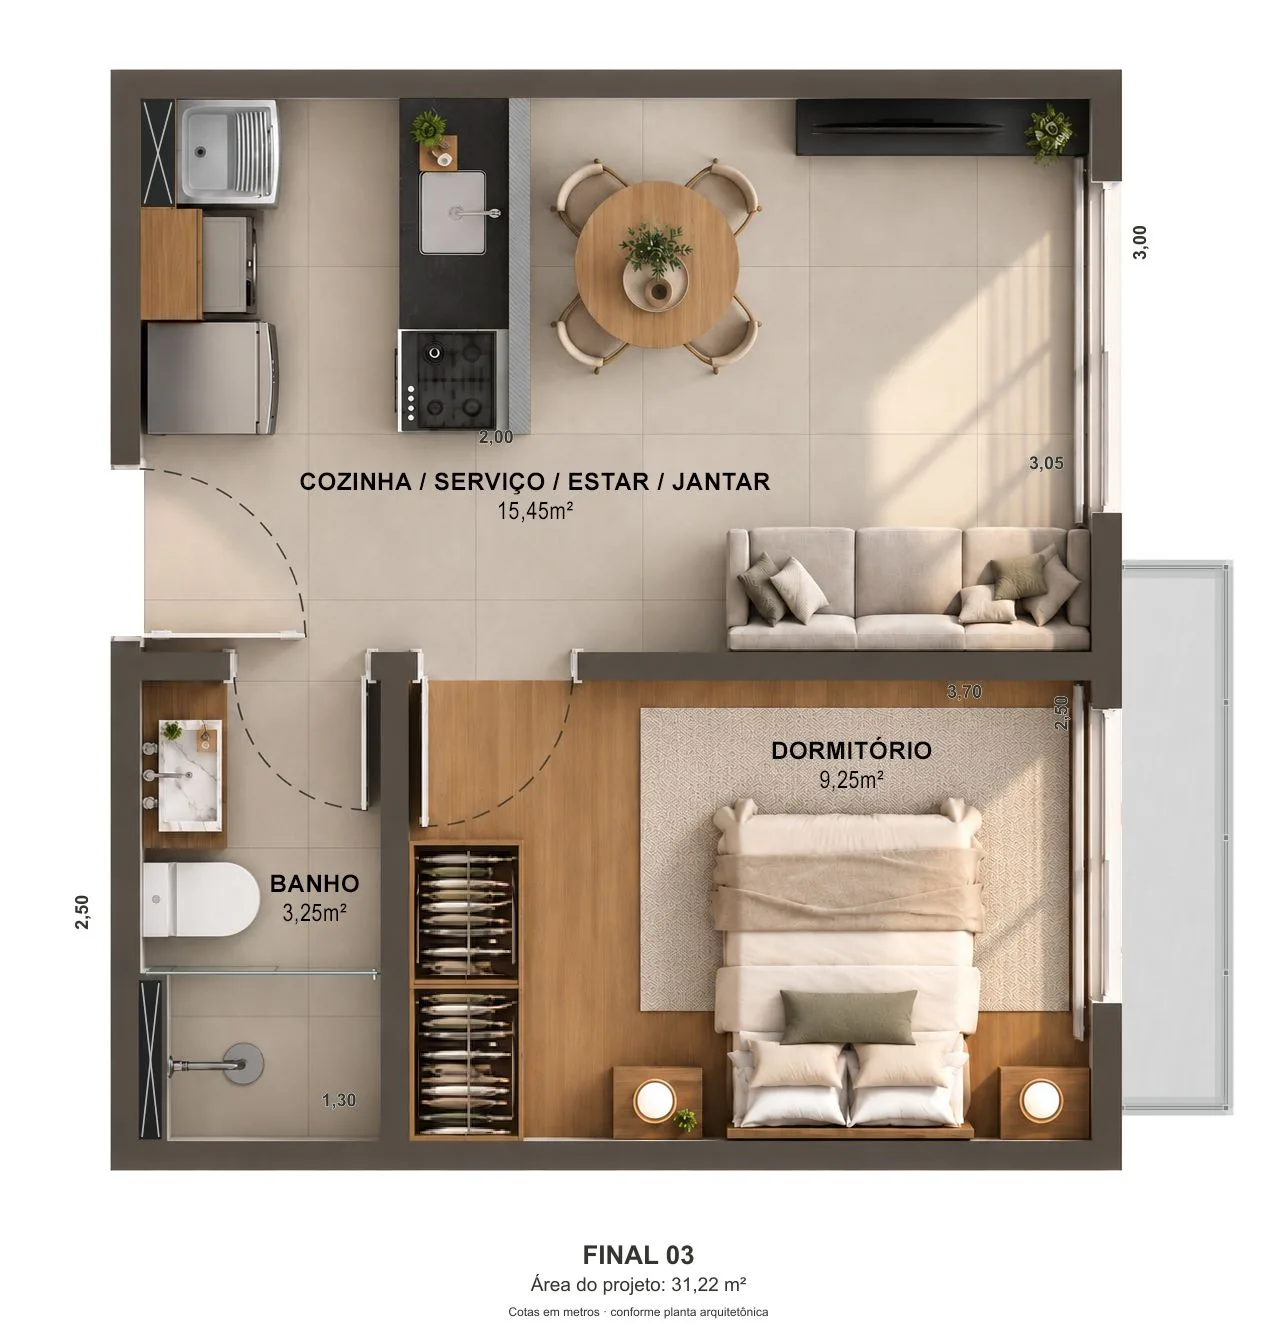 3,00
2,00
3,05
COZINHA / SERVIÇO / ESTAR / JANTAR
15,45m²
3,70
2,50
DORMITÓRIO
9,25m²
BANHO
3,25m²
2,50
1,30
FINAL 03
Área do projeto: 31,22 m²
Cotas em metros · conforme planta arquitetônica